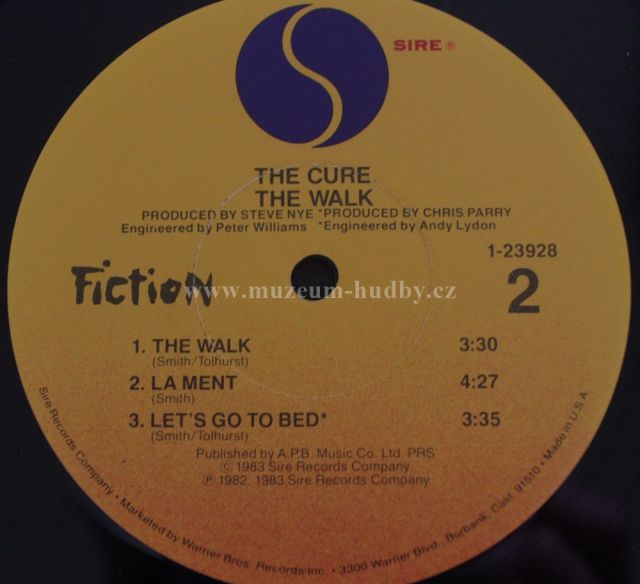 SIRE ®
THE CURE
THE WALK
PRODUCED BY STEVE NYE *PRODUCED BY CHRIS PARRY
Engineered by Peter Williams *Engineered by Andy Lydon
1-23928
Fiction
2
www.muzeum-hudby.cz
1. THE WALK 3:30
(Smith/Tolhurst)
2. LA MENT 4:27
(Smith)
3. LET'S GO TO BED* 3:35
(Smith/Tolhurst)
Published by A.P.B. Music Co. Ltd. PRS
© 1983 Sire Records Company
℗ 1982, 1983 Sire Records Company
Sire Records Company • Marketed by Warner Bros. Records Inc. • 3300 Warner Blvd., Burbank, Calif. 91510 • Made in U.S.A.